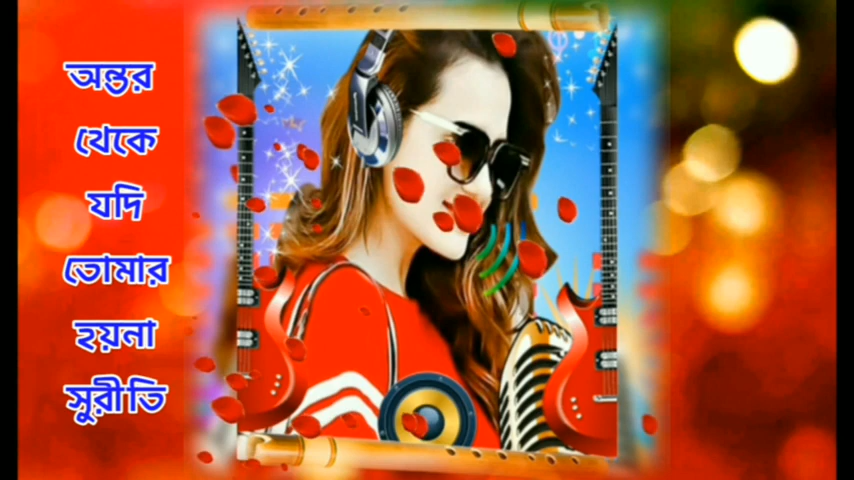 অন্তর
থেকে
যদি
তোমার
হয়না
সুরীতি